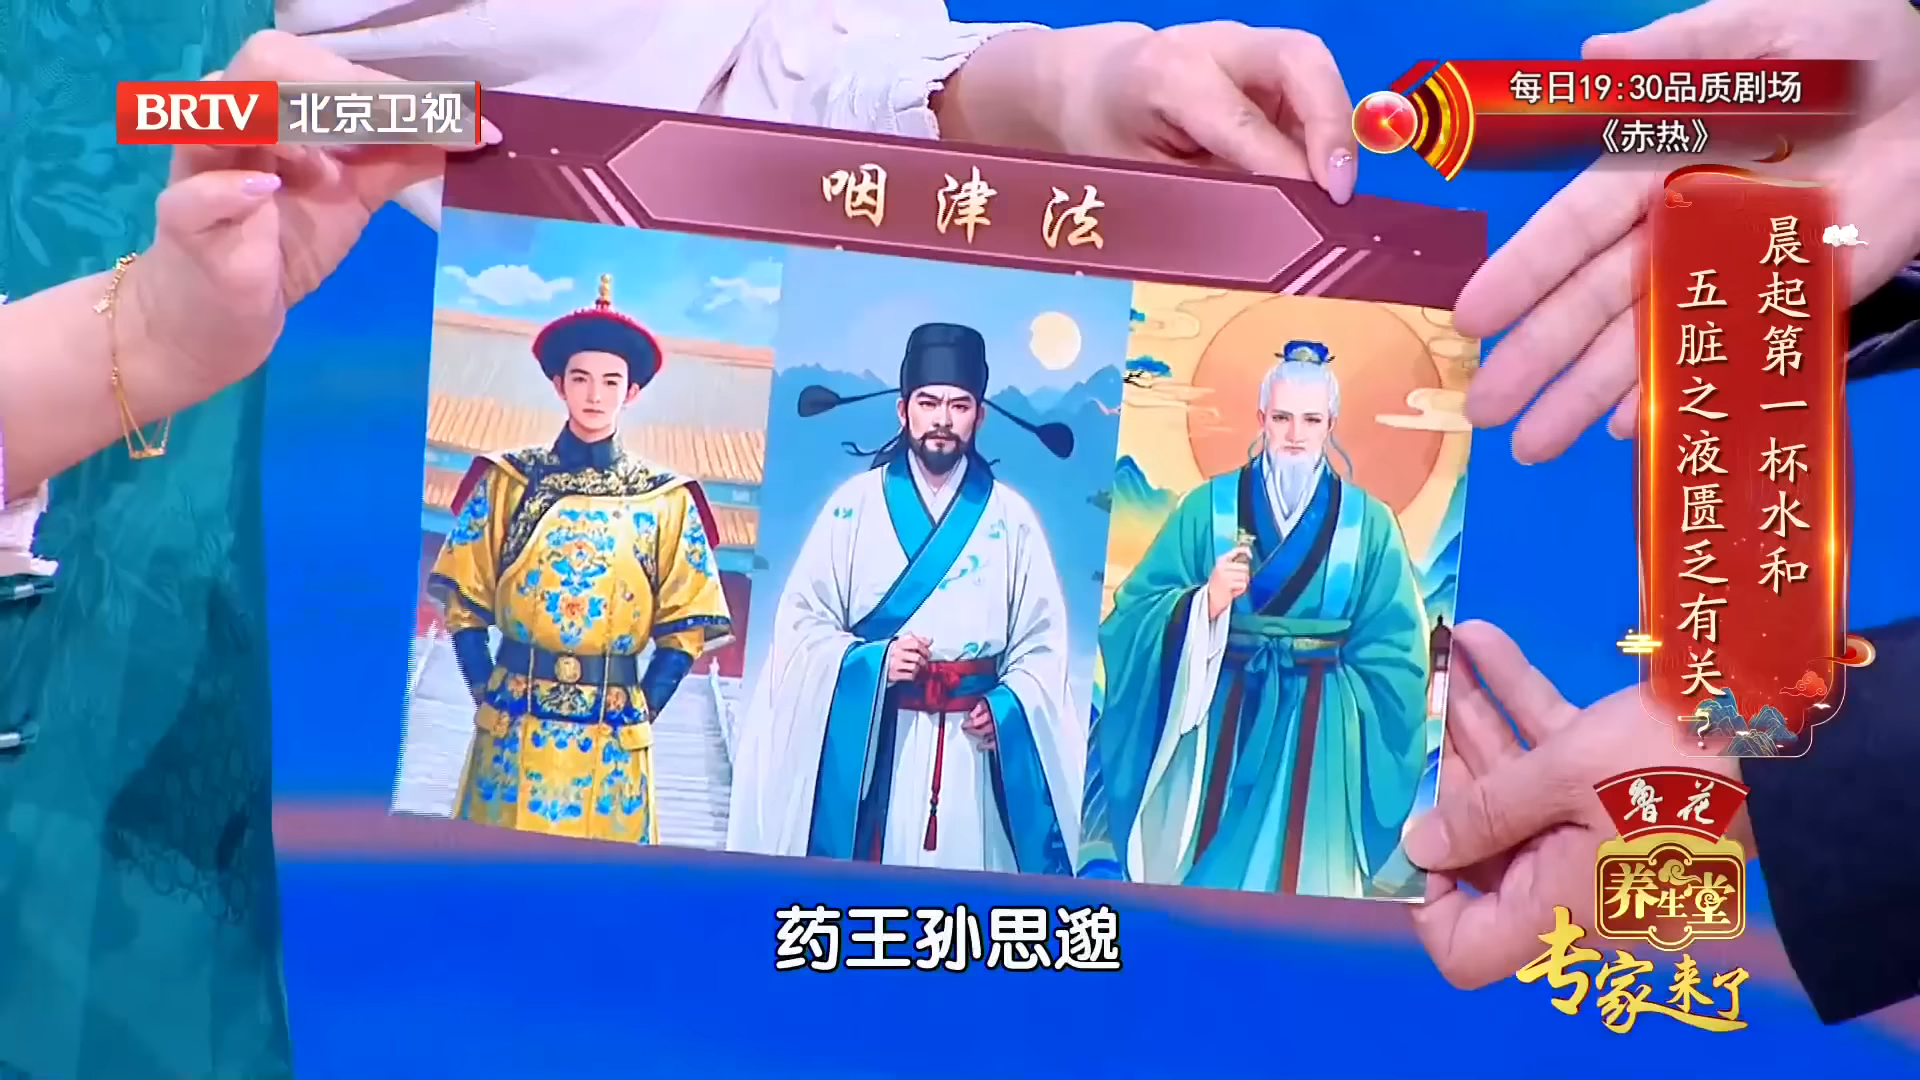 BRTV 北京卫视
每日19:30品质剧场
《赤热》
咽津法
晨起第一杯水和
五脏之液匮乏有关?
药王孙思邈
鲁花
养生堂
专家来了